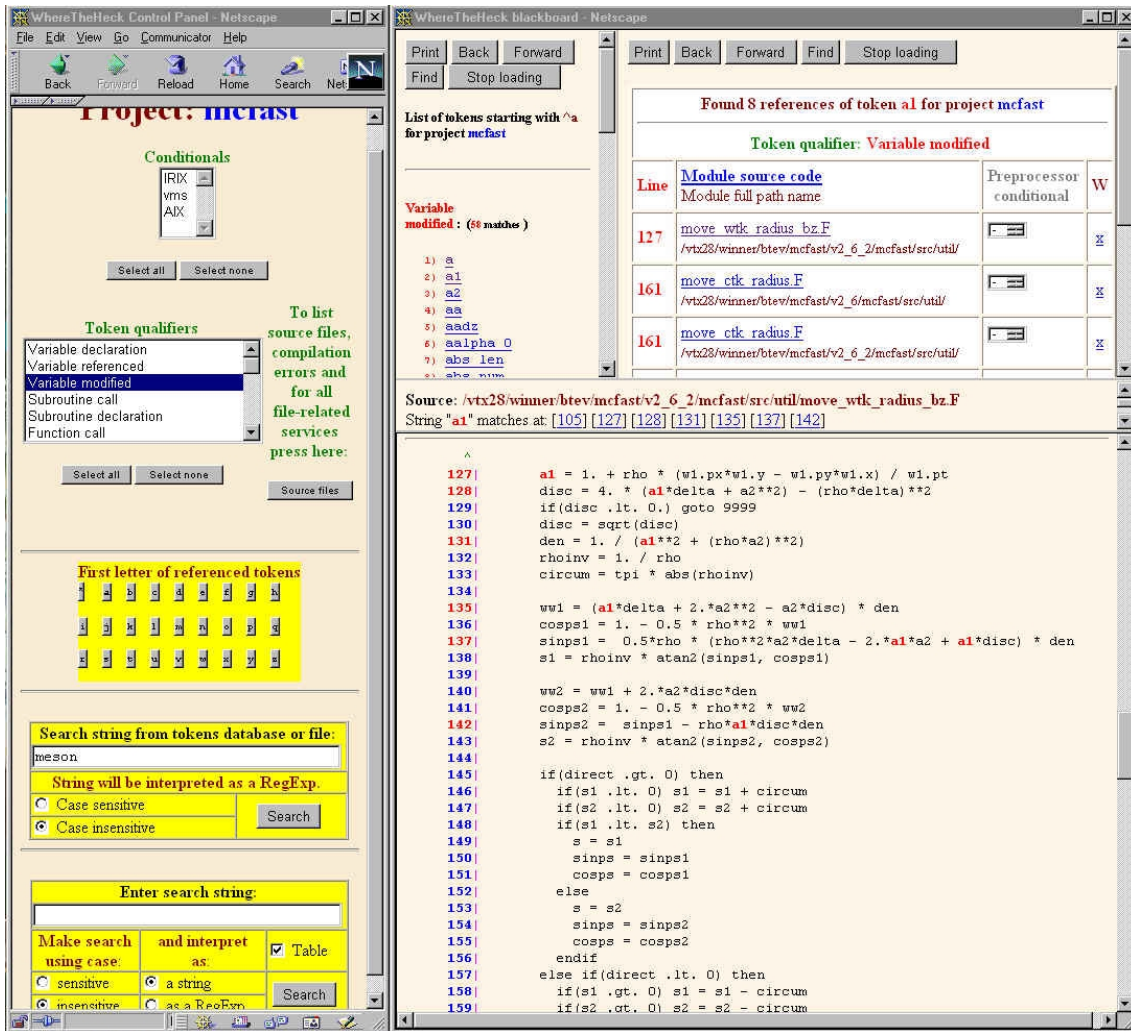 WhereTheHeck Control Panel - Netscape
File Edit View Go Communicator Help
Back Forward Reload Home Search Net
Project: mcfast
Conditionals
IRIX
vms
AIX
Select all Select none
Token qualifiers
Variable declaration
Variable referenced
Variable modified
Subroutine call
Subroutine declaration
Function call
Select all Select none
To list
source files,
compilation
errors and
for all
file-related
services
press here:
Source files
First letter of referenced tokens
a b c d e f g h
i j k l m n o p q
r s t u v w x y z
Search string from tokens database or file:
meson
String will be interpreted as a RegExp.
Case sensitive
Case insensitive
Search
Enter search string:
Make search using case:
and interpret as:
Table
sensitive
a string
insensitive
as a RegExp
Search
WhereTheHeck blackboard - Netscape
Print Back Forward
Find Stop loading
List of tokens starting with ^a
for project mcfast
Variable
modified : (58 matches )
1) a
2) a1
3) a2
4) aa
5) aadz
6) aalpha_0
7) abs_len
8) abs_num
Print Back Forward Find Stop loading
Found 8 references of token a1 for project mcfast
Token qualifier: Variable modified
Line Module source code Preprocessor W
Module full path name conditional
127 move_wtk_radius_bz.F x
/vtx28/winner/btev/mcfast/v2_6_2/mcfast/src/util/
161 move_ctk_radius.F x
/vtx28/winner/btev/mcfast/v2_6/mcfast/src/util/
161 move_ctk_radius.F x
/vtx28/winner/btev/mcfast/v2_6_2/mcfast/src/util/
Source: /vtx28/winner/btev/mcfast/v2_6_2/mcfast/src/util/move_wtk_radius_bz.F
String "a1" matches at: [105] [127] [128] [131] [135] [137] [142]
^
127| a1 = 1. + rho * (w1.px*w1.y - w1.py*w1.x) / w1.pt
128| disc = 4. * (a1*delta + a2**2) - (rho*delta)**2
129| if(disc .lt. 0.) goto 9999
130| disc = sqrt(disc)
131| den = 1. / (a1**2 + (rho*a2)**2)
132| rhoinv = 1. / rho
133| circum = tpi * abs(rhoinv)
134|
135| ww1 = (a1*delta + 2.*a2**2 - a2*disc) * den
136| cosps1 = 1. - 0.5 * rho**2 * ww1
137| sinps1 = 0.5*rho * (rho**2*a2*delta - 2.*a1*a2 + a1*disc) * den
138| s1 = rhoinv * atan2(sinps1, cosps1)
139|
140| ww2 = ww1 + 2.*a2*disc*den
141| cosps2 = 1. - 0.5 * rho**2 * ww2
142| sinps2 = sinps1 - rho*a1*disc*den
143| s2 = rhoinv * atan2(sinps2, cosps2)
144|
145| if(direct .gt. 0) then
146| if(s1 .lt. 0) s1 = s1 + circum
147| if(s2 .lt. 0) s2 = s2 + circum
148| if(s1 .lt. s2) then
149| s = s1
150| sinps = sinps1
151| cosps = cosps1
152| else
153| s = s2
154| sinps = sinps2
155| cosps = cosps2
156| endif
157| else if(direct .lt. 0) then
158| if(s1 .gt. 0) s1 = s1 - circum
159| if(s2 .gt. 0) s2 = s2 - circum